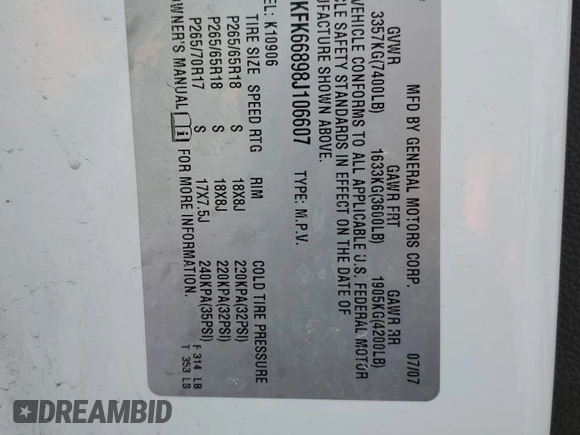 MFD BY GENERAL MOTORS CORP. 07/07
GVWR GAWR FRT GAWR RR
3357KG(7400LB) 1633KG(3600LB) 1905KG(4200LB)
VEHICLE CONFORMS TO ALL APPLICABLE U.S. FEDERAL MOTOR
CLE SAFETY STANDARDS IN EFFECT ON THE DATE OF
UFACTURE SHOWN ABOVE.
KFK66898J106607 TYPE: M.P.V.
EL: K10906
TIRE SIZE SPEED RTG RIM COLD TIRE PRESSURE
P265/65R18 S 18X8J 220KPA(32PSI)
P265/65R18 S 18X8J 220KPA(32PSI)
P265/70R17 S 17X7.5J 240KPA(35PSI)
OWNER'S MANUAL i FOR MORE INFORMATION.
F 314 LB
T 353 LB
DREAMBID